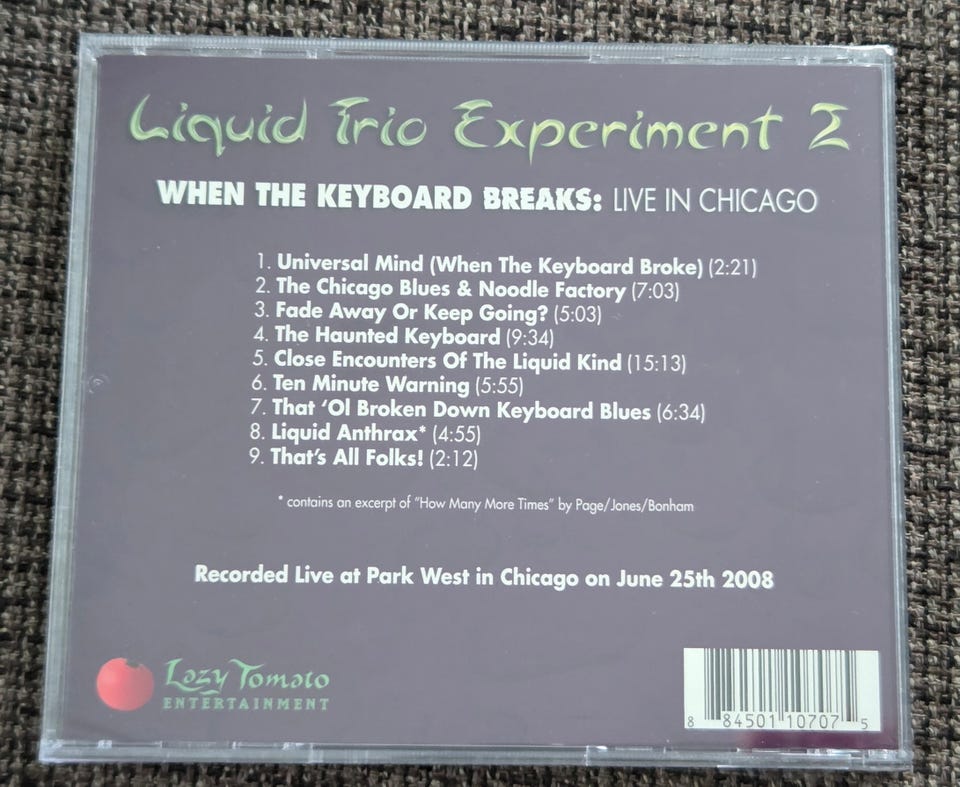 Liquid Trio Experiment 2
WHEN THE KEYBOARD BREAKS: LIVE IN CHICAGO
1. Universal Mind (When The Keyboard Broke) (2:21)
2. The Chicago Blues & Noodle Factory (7:03)
3. Fade Away Or Keep Going? (5:03)
4. The Haunted Keyboard (9:34)
5. Close Encounters Of The Liquid Kind (15:13)
6. Ten Minute Warning (5:55)
7. That ‘Ol Broken Down Keyboard Blues (6:34)
8. Liquid Anthrax* (4:55)
9. That’s All Folks! (2:12)
* contains an excerpt of “How Many More Times” by Page/Jones/Bonham
Recorded Live at Park West in Chicago on June 25th 2008
Lazy Tomato
ENTERTAINMENT
8 84501 10707 5